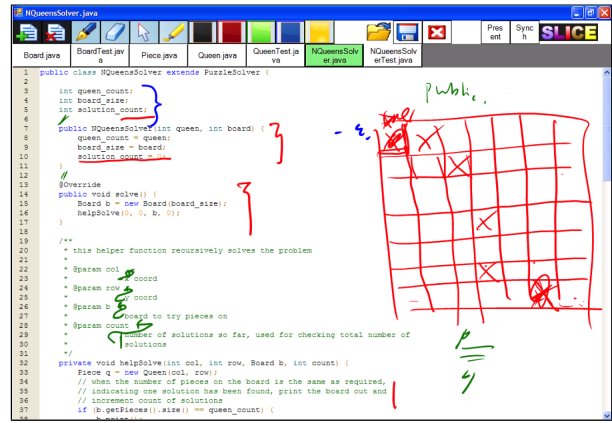 NQueensSolver.java
Pres
ent
Sync
h
SLICE
Board.java
BoardTest.jav
a
Piece.java
Queen.java
QueenTest.ja
va
NQueensSolv
er.java
NQueensSolv
erTest.java
1 public class NQueensSolver extends PuzzleSolver {
2
3 int queen_count;
4 int board_size;
5 int solution_count;
6
7 public NQueensSolver(int queen, int board) {
8 queen_count = queen;
9 board_size = board;
10 solution_count = 0;
11 }
12
13 @Override
14 public void solve() {
15 Board b = new Board(board_size);
16 helpSolve(0, 0, b, 0);
17 }
18
19 /**
20 * this helper function recursively solves the problem
21 *
22 * @param col
23 * coord
24 * @param row
25 * coord
26 * @param b
27 * board to try pieces on
28 * @param count
29 * number of solutions so far, used for checking total number of
30 * solutions
31 */
32 private void helpSolve(int col, int row, Board b, int count) {
33 Piece q = new Queen(col, row);
34 // when the number of pieces on the board is the same as required,
35 // indicating one solution has been found, print the board out and
36 // increment count of solutions
37 if (b.getPieces().size() == queen_count) {
38 b.print();
public.